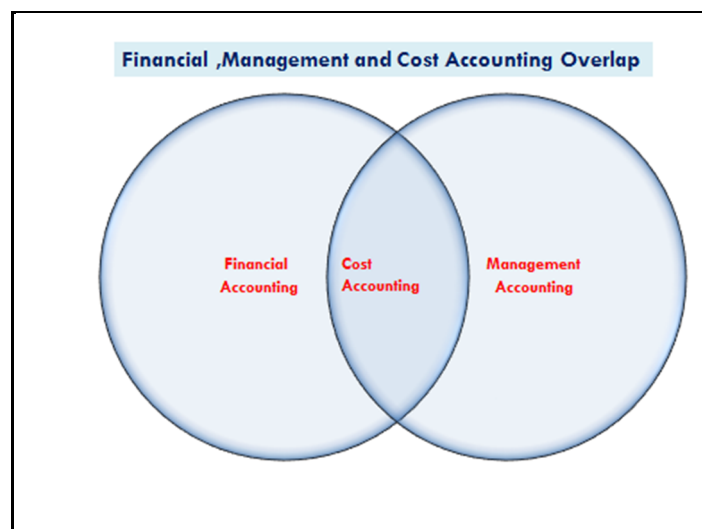 Financial ,Management and Cost Accounting Overlap
Financial
Accounting
Cost
Accounting
Management
Accounting